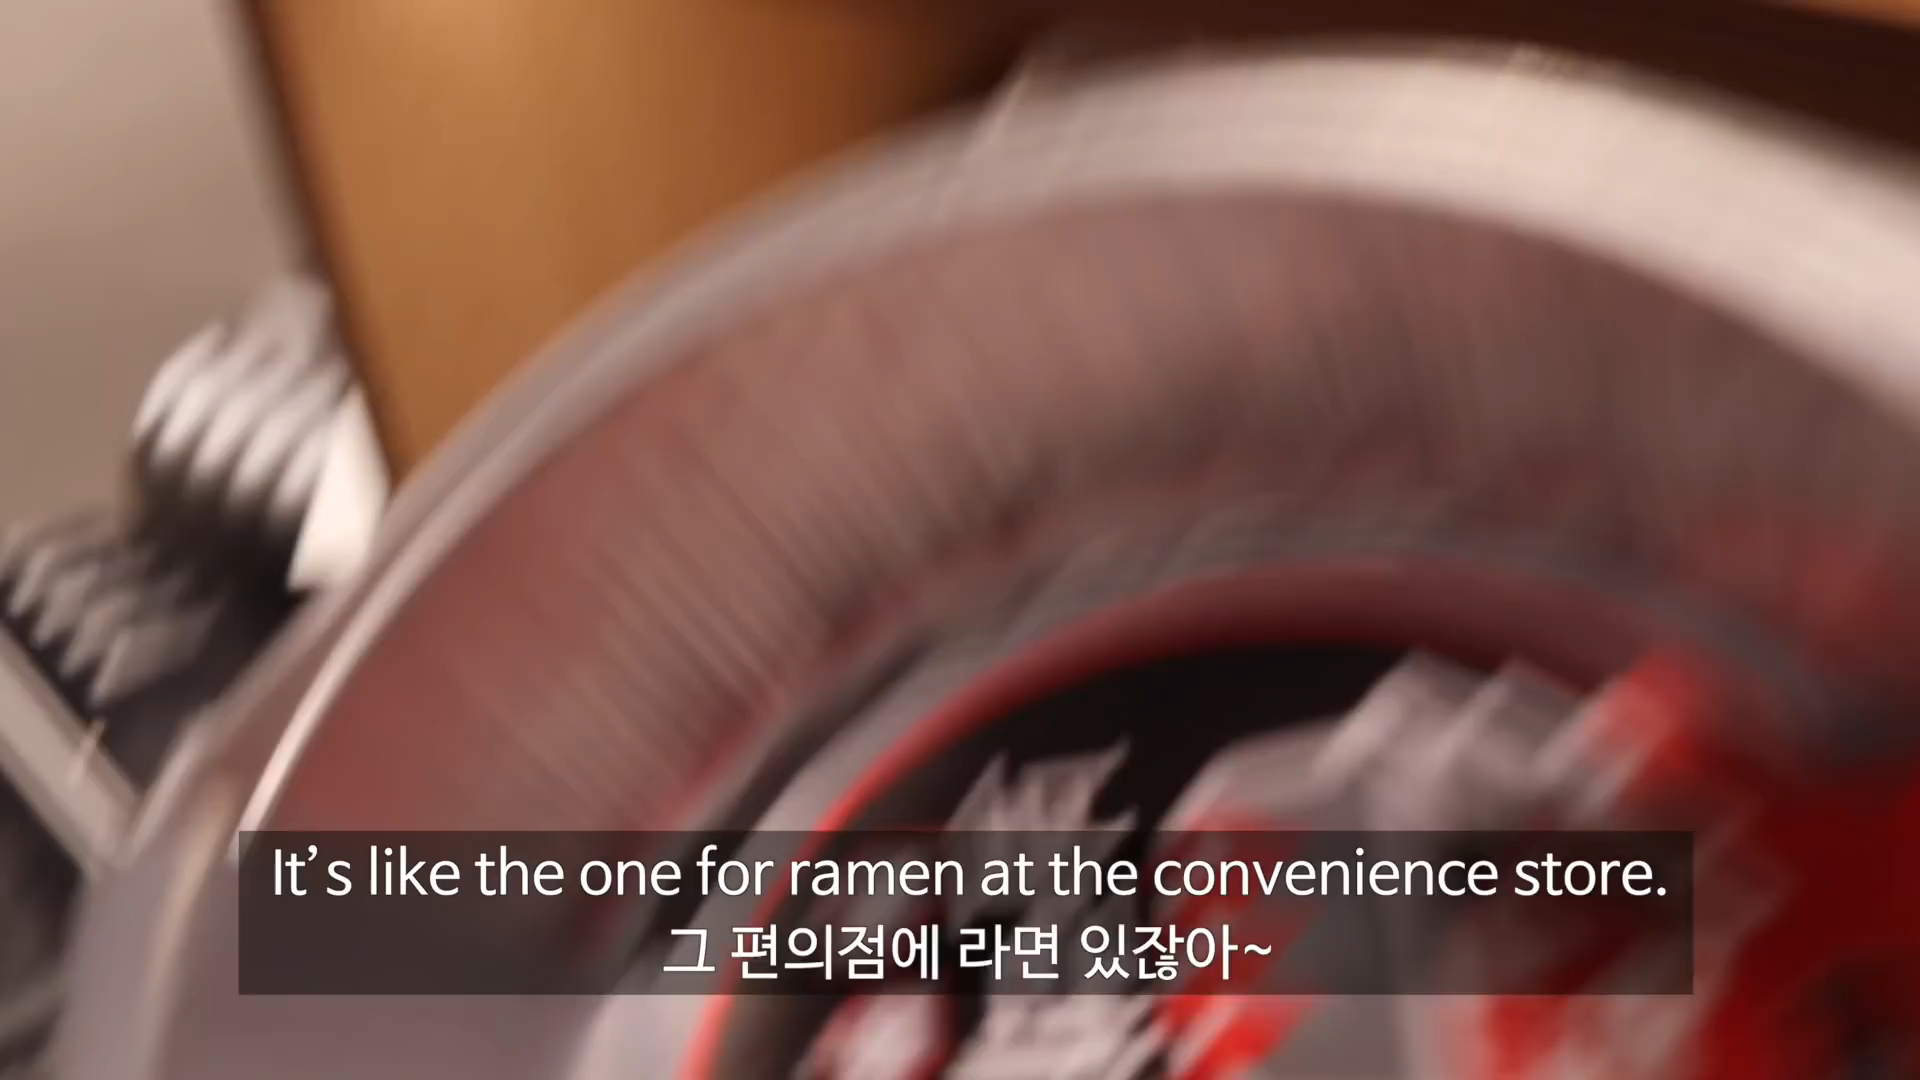 It’s like the one for ramen at the convenience store.
그 편의점에 라면 있잖아~